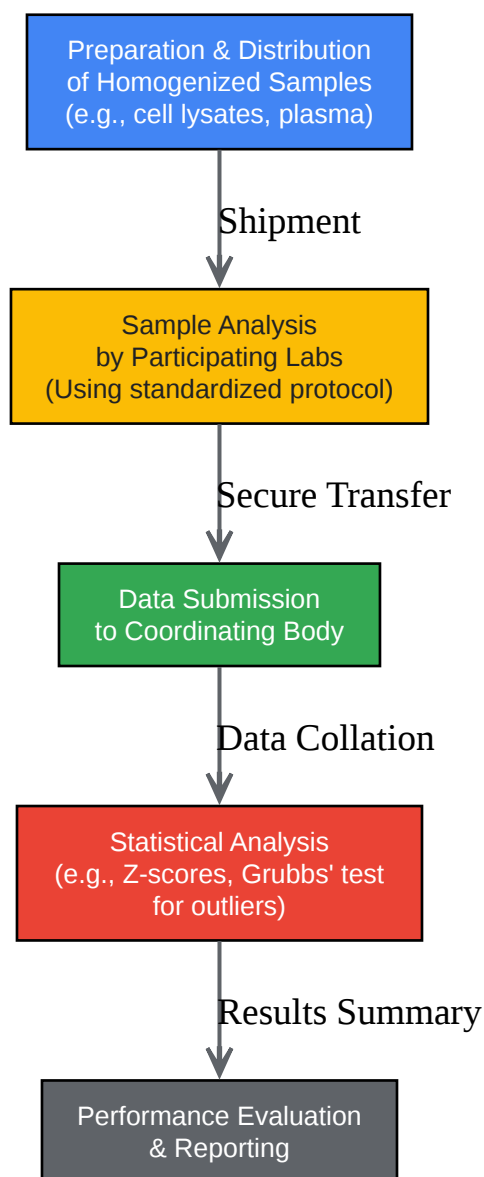 Preparation & Distribution
of Homogenized Samples
(e.g., cell lysates, plasma)
Shipment
Sample Analysis
by Participating Labs
(Using standardized protocol)
Secure Transfer
Data Submission
to Coordinating Body
Data Collation
Statistical Analysis
(e.g., Z-scores, Grubbs' test
for outliers)
Results Summary
Performance Evaluation
& Reporting